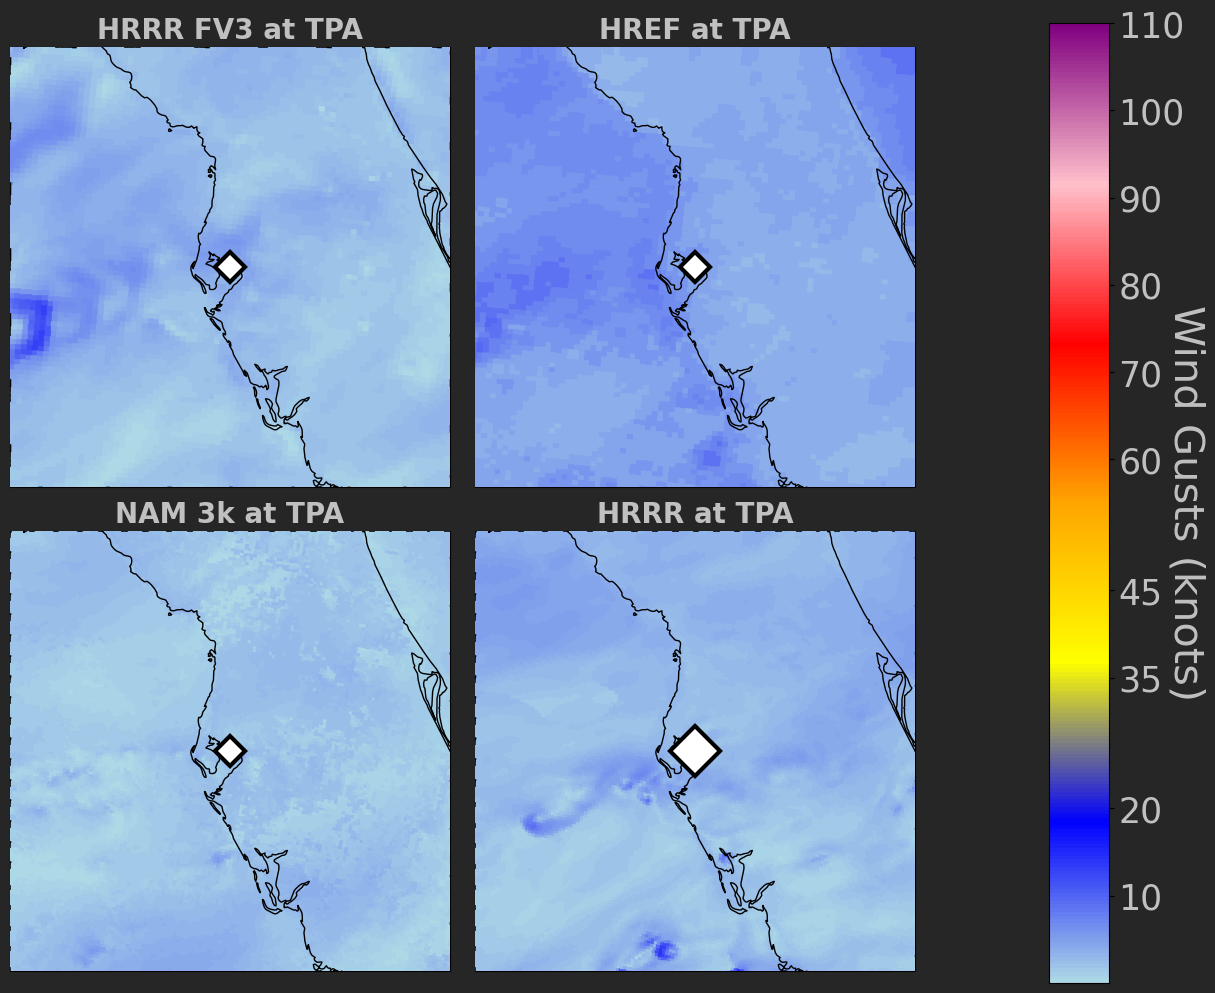 HRRR FV3 at TPA
HREF at TPA
NAM 3k at TPA
HRRR at TPA
110
100
90
80
70
60
45
35
20
10
Wind Gusts (knots)